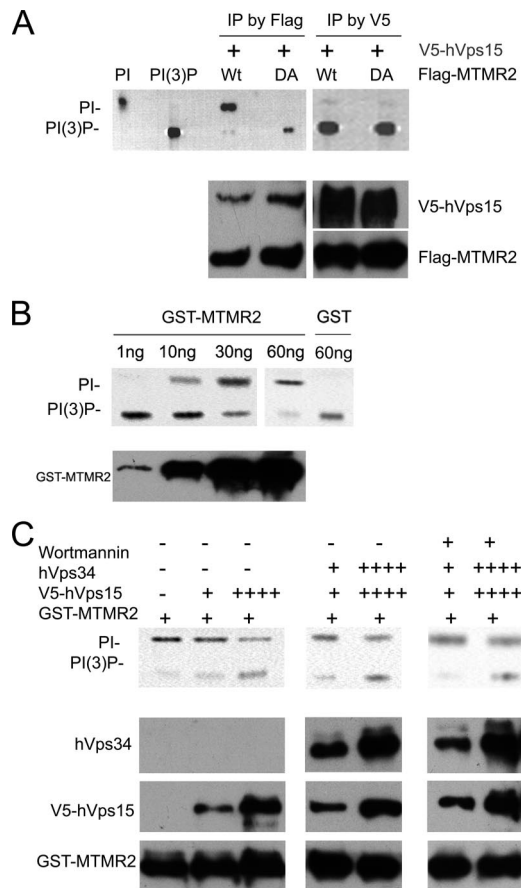 A
IP by Flag IP by V5
+ + + + V5-hVps15
PI PI(3)P Wt DA Wt DA Flag-MTMR2
PI-
PI(3)P-
V5-hVps15
Flag-MTMR2
B
GST-MTMR2 GST
1ng 10ng 30ng 60ng 60ng
PI-
PI(3)P-
GST-MTMR2
C
Wortmannin - - - - - + +
hVps34 - - - + ++++ + ++++
V5-hVps15 - + ++++ + ++++ + ++++
GST-MTMR2 + + + + + + +
PI-
PI(3)P-
hVps34
V5-hVps15
GST-MTMR2